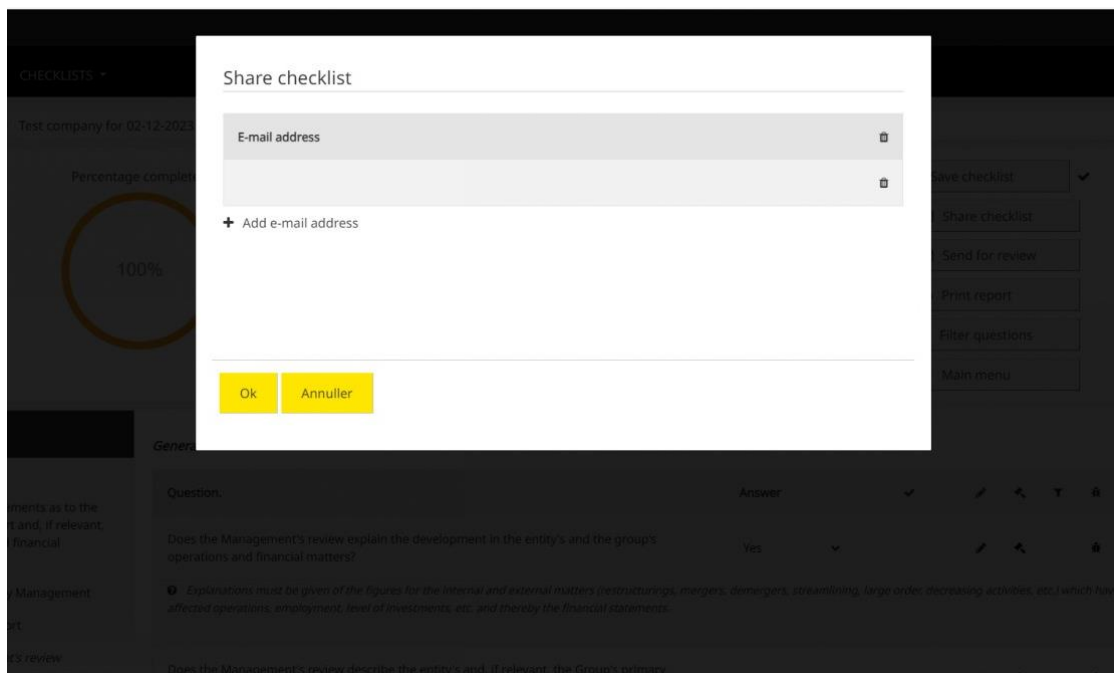 CHECKLISTS
Share checklist
Test company for 02-12-2023
E-mail address
Percentage complete
Save checklist
Add e-mail address
Share checklist
100%
Send for review
Print report
Filter questions
Main menu
Ok
Annuller
Question.
Answer
ements as to the
rt and, if relevant,
financial
Management
ort
t's review
Does the Management's review explain the development in the entity's and the group's
operations and financial matters?
Yes
Explanations must be given of the figures for the internal and external matters (restructurings, mergers, demergers, streamlining, large order, decreasing activities, etc.) which have
affected operations, employment, level of investments, etc. and thereby the financial statements.
Does the Management's review describe the entity's and, if relevant, the Group's primary